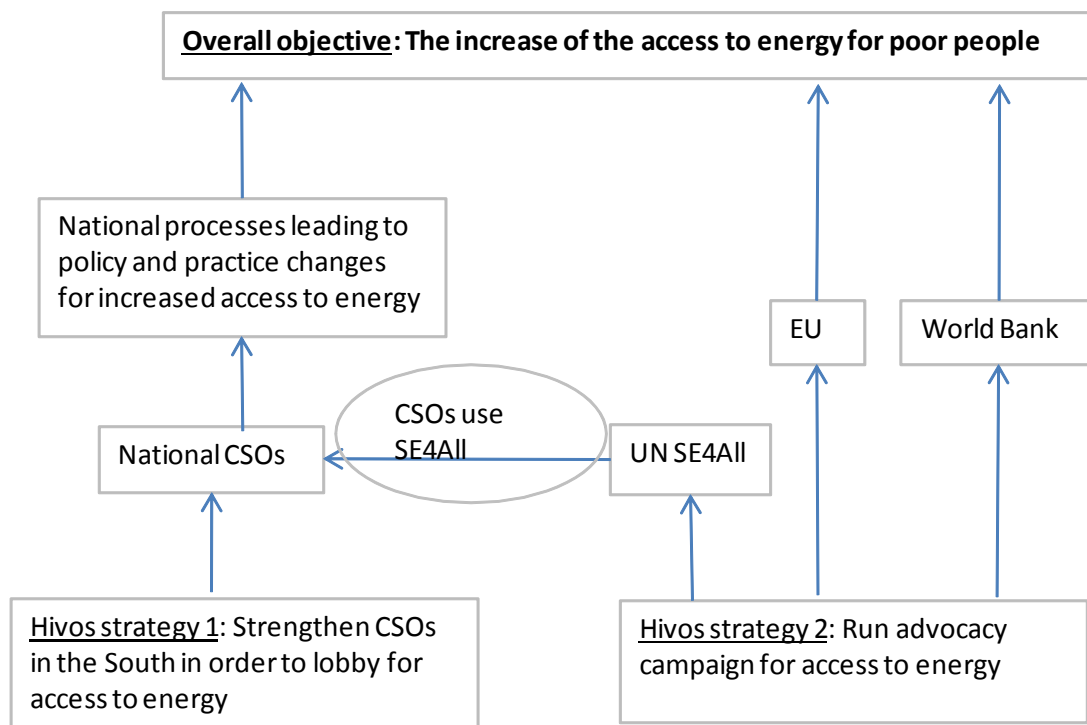 Overall objective: The increase of the access to energy for poor people
National processes leading to
policy and practice changes
for increased access to energy
EU
World Bank
CSOs use
SE4All
National CSOs
UN SE4All
Hivos strategy 1: Strengthen CSOs
in the South in order to lobby for
access to energy
Hivos strategy 2: Run advocacy
campaign for access to energy